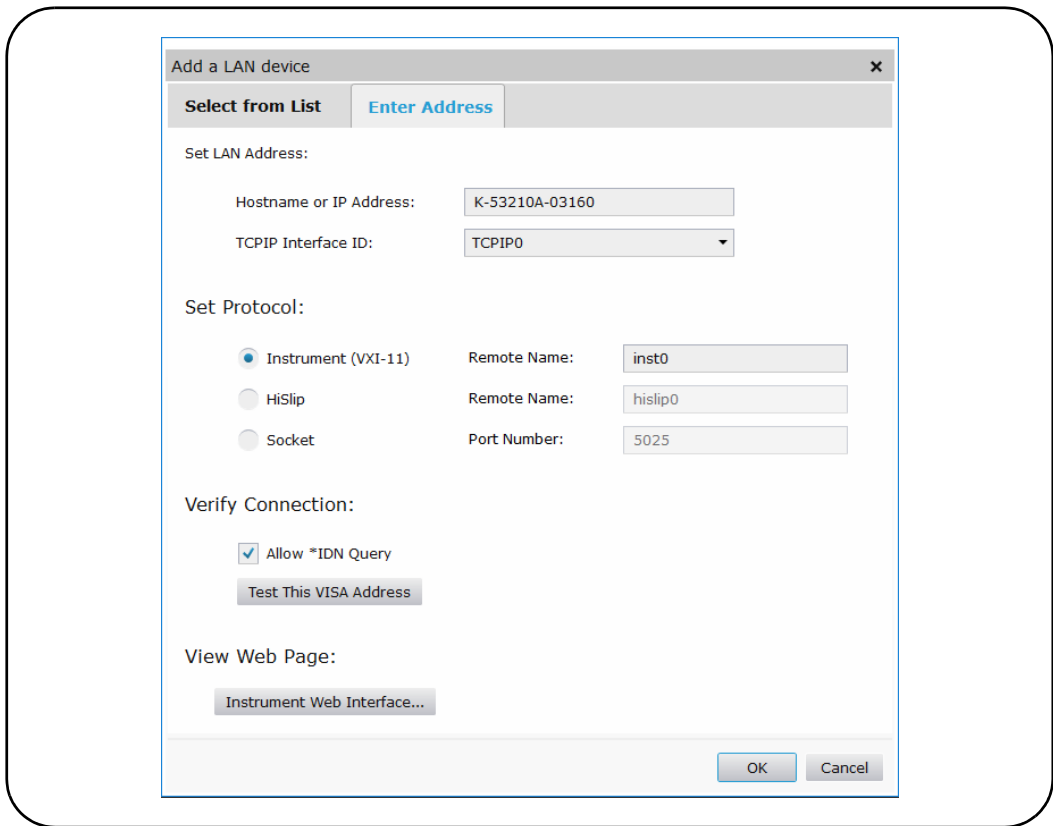 Add a LAN device
Select from List
Enter Address
Set LAN Address:
Hostname or IP Address: K-53210A-03160
TCPIP Interface ID: TCPIP0
Set Protocol:
Instrument (VXI-11) Remote Name: inst0
HiSlip Remote Name: hislip0
Socket Port Number: 5025
Verify Connection:
Allow *IDN Query
Test This VISA Address
View Web Page:
Instrument Web Interface...
OK Cancel